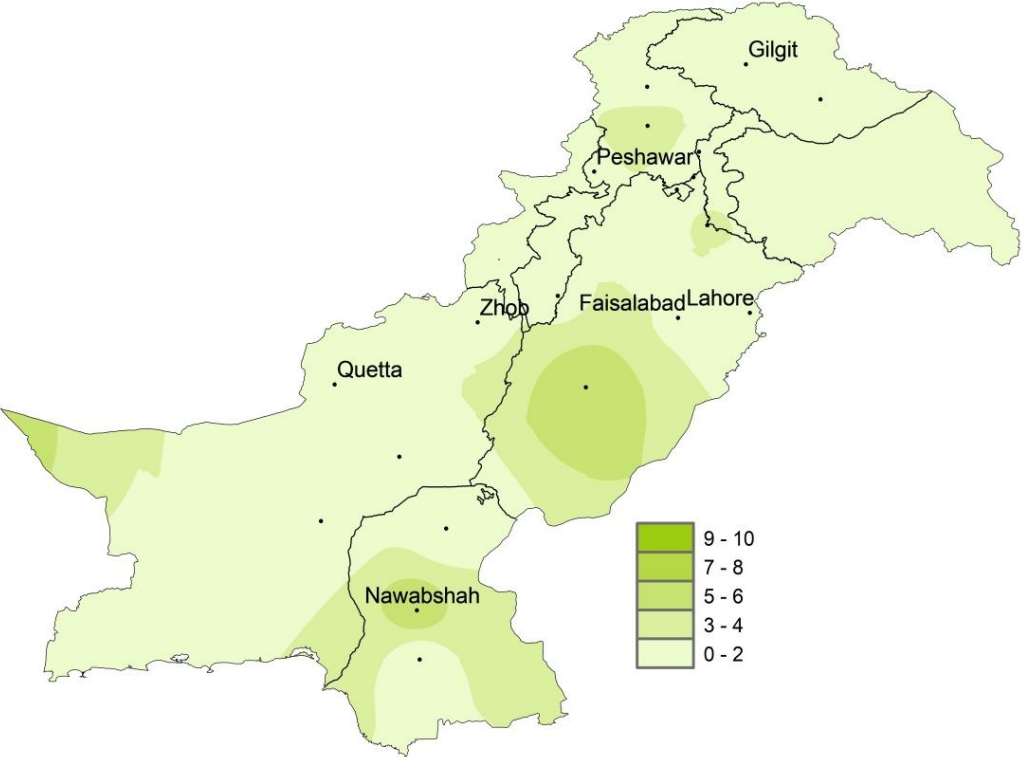 Gilgit
Peshawar
Zhob
Faisalabad
Lahore
Quetta
Nawabshah
9 - 10
7 - 8
5 - 6
3 - 4
0 - 2